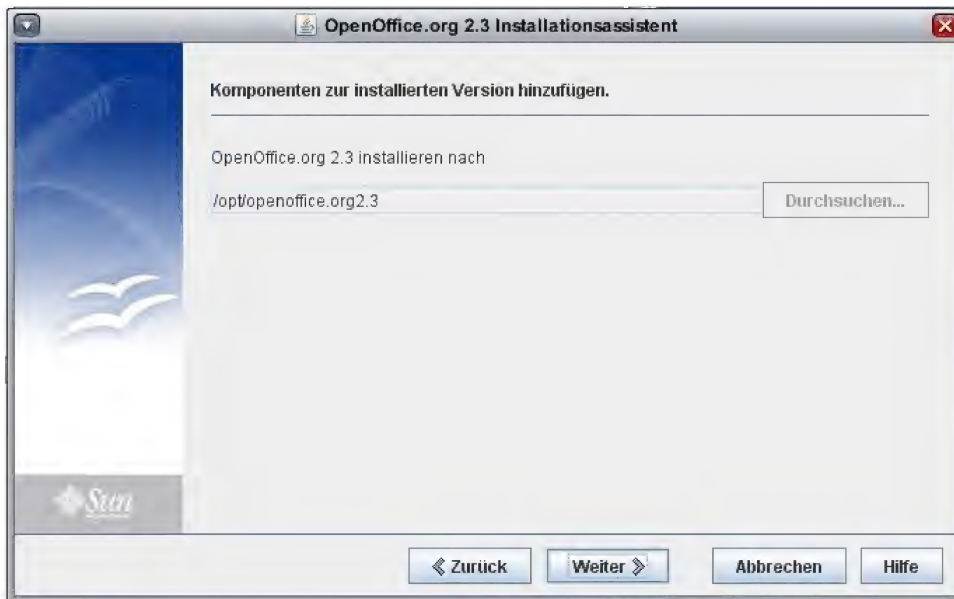 OpenOffice.org 2.3 Installationsassistent
Komponenten zur installierten Version hinzufügen.
OpenOffice.org 2.3 installieren nach
/opt/openoffice.org2.3
Durchsuchen...
Sun
Zurück
Weiter
Abbrechen
Hilfe